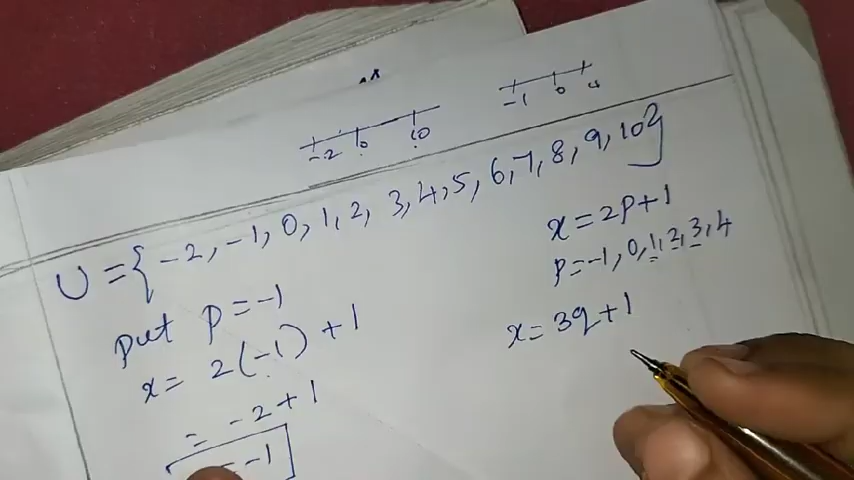 -2 0 10
-1 0 4
U = { -2, -1, 0, 1, 2, 3, 4, 5, 6, 7, 8, 9, 10 }
put p = -1
x = 2(-1) + 1
= -2 + 1
= -1
x = 2p+1
p = -1, 0, 1, 2, 3, 4
x = 3q+1